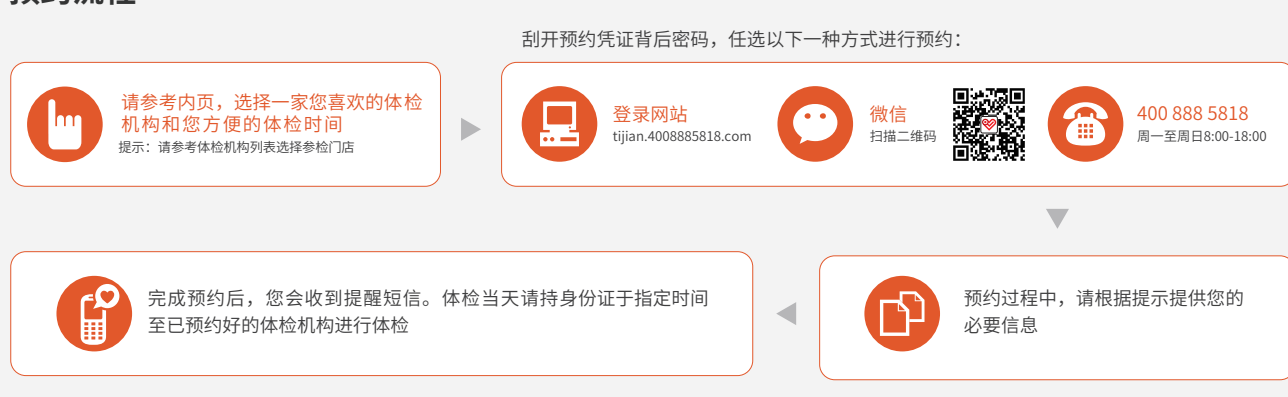 预约流程
刮开预约凭证背后密码，任选以下一种方式进行预约：
请参考内页，选择一家您喜欢的体检
机构和您方便的体检时间
提示：请参考体检机构列表选择参检门店
登录网站
tijian.4008885818.com
微信
扫描二维码
400 888 5818
周一至周日8:00-18:00
预约过程中，请根据提示提供您的
必要信息
完成预约后，您会收到提醒短信。体检当天请持身份证于指定时间
至已预约好的体检机构进行体检